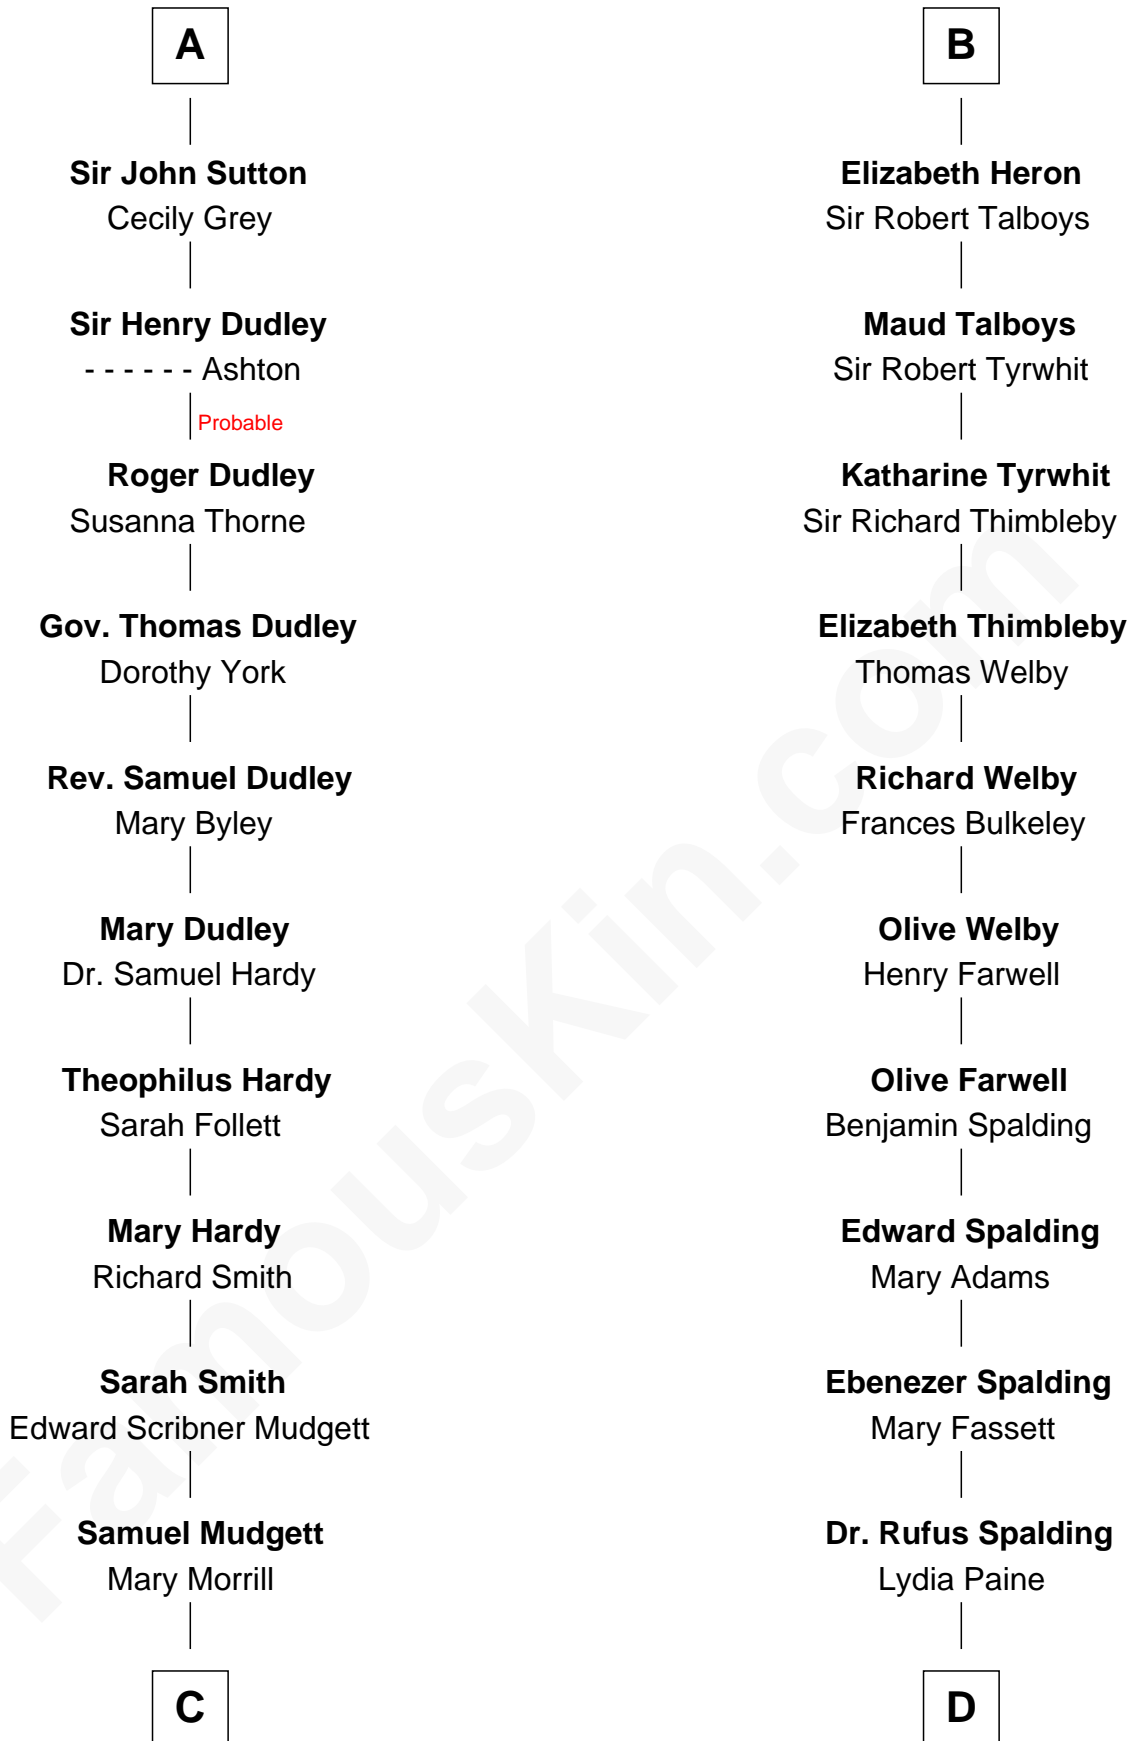 A
Sir John Sutton
Cecily Grey
Sir Henry Dudley
- - - - - - Ashton
Probable
Roger Dudley
Susanna Thorne
Gov. Thomas Dudley
Dorothy York
Rev. Samuel Dudley
Mary Byley
Mary Dudley
Dr. Samuel Hardy
Theophilus Hardy
Sarah Follett
Mary Hardy
Richard Smith
Sarah Smith
Edward Scribner Mudgett
Samuel Mudgett
Mary Morrill
C
B
Elizabeth Heron
Sir Robert Talboys
Maud Talboys
Sir Robert Tyrwhit
Katharine Tyrwhit
Sir Richard Thimbleby
Elizabeth Thimbleby
Thomas Welby
Richard Welby
Frances Bulkeley
Olive Welby
Henry Farwell
Olive Farwell
Benjamin Spalding
Edward Spalding
Mary Adams
Ebenezer Spalding
Mary Fassett
Dr. Rufus Spalding
Lydia Paine
D
FamousKin.com